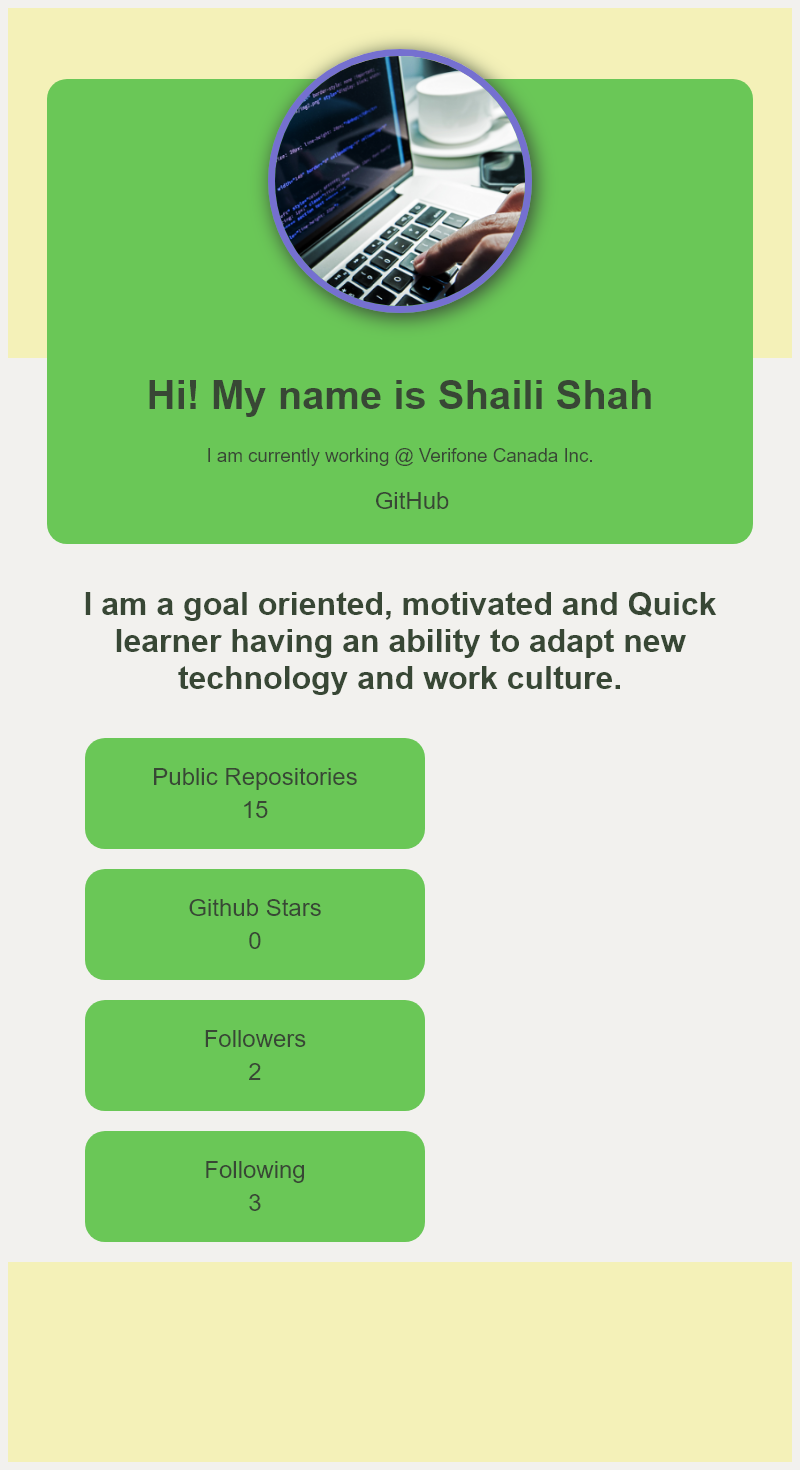 Hi! My name is Shaili Shah
I am currently working @ Verifone Canada Inc.
GitHub
I am a goal oriented, motivated and Quick
learner having an ability to adapt new
technology and work culture.
Public Repositories
15
Github Stars
0
Followers
2
Following
3